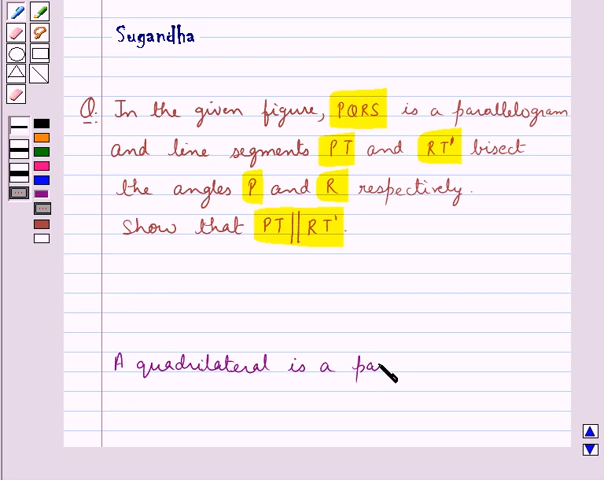 Sugandha
Q. In the given figure, PQRS is a parallelogram
and line segments PT and RT' bisect
the angles P and R respectively.
Show that PT||RT'.
A quadrilateral is a pa